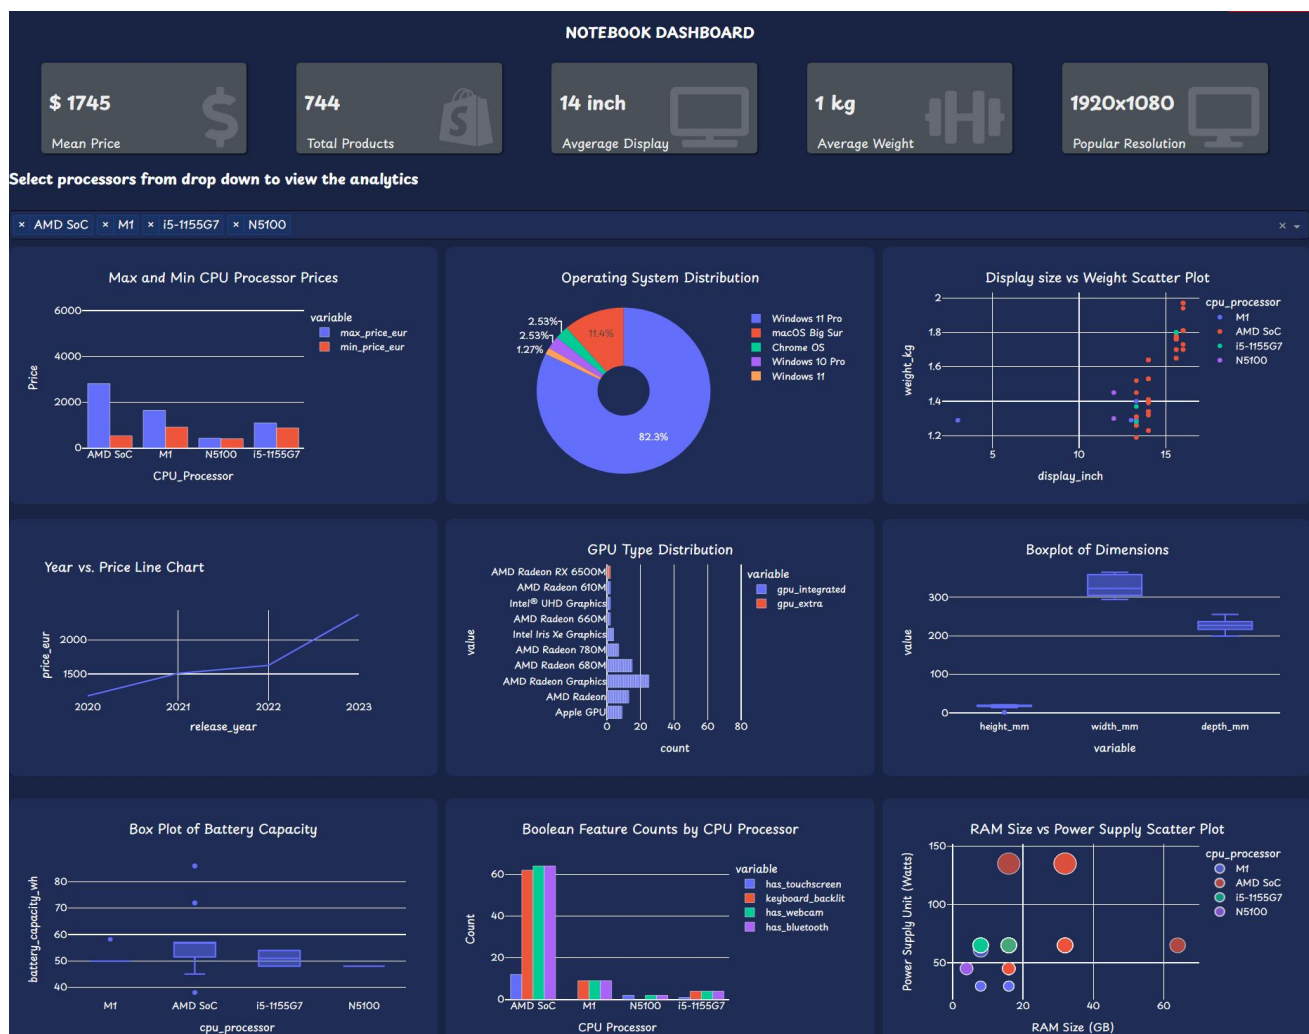 NOTEBOOK DASHBOARD
$ 1745
Mean Price
744
Total Products
14 inch
Avgerage Display
1 kg
Average Weight
1920x1080
Popular Resolution
Select processors from drop down to view the analytics
× AMD SoC × M1 × i5-1155G7 × N5100
Max and Min CPU Processor Prices
Price
6000
4000
2000
0
AMD SoC M1 N5100 i5-1155G7
CPU_Processor
variable
max_price_eur
min_price_eur
Operating System Distribution
2.53%
2.53%
1.27%
11.4%
82.3%
Windows 11 Pro
macOS Big Sur
Chrome OS
Windows 10 Pro
Windows 11
Display size vs Weight Scatter Plot
weight_kg
2
1.8
1.6
1.4
1.2
5 10 15
display_inch
cpu_processor
M1
AMD SoC
i5-1155G7
N5100
Year vs. Price Line Chart
price_eur
2000
1500
2020 2021 2022 2023
release_year
GPU Type Distribution
value
AMD Radeon RX 6500M
AMD Radeon 610M
Intel® UHD Graphics
AMD Radeon 660M
Intel Iris Xe Graphics
AMD Radeon 780M
AMD Radeon 680M
AMD Radeon Graphics
AMD Radeon
Apple GPU
0 20 40 60 80
count
variable
gpu_integrated
gpu_extra
Boxplot of Dimensions
value
300
200
100
0
height_mm width_mm depth_mm
variable
Box Plot of Battery Capacity
battery_capacity_wh
80
70
60
50
40
M1 AMD SoC i5-1155G7 N5100
cpu_processor
Boolean Feature Counts by CPU Processor
Count
60
40
20
0
AMD SoC M1 N5100 i5-1155G7
CPU Processor
variable
has_touchscreen
keyboard_backlit
has_webcam
has_bluetooth
RAM Size vs Power Supply Scatter Plot
Power Supply Unit (Watts)
150
100
50
0 20 40 60
RAM Size (GB)
cpu_processor
M1
AMD SoC
i5-1155G7
N5100